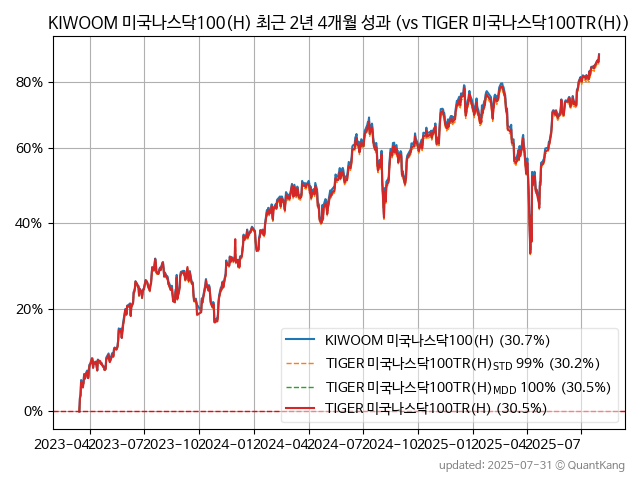 KIWOOM 미국나스닥100(H) 최근 2년 4개월 성과 (vs TIGER 미국나스닥100TR(H))
80%
60%
40%
20%
0%
KIWOOM 미국나스닥100(H) (30.7%)
TIGER 미국나스닥100TR(H)STD 99% (30.2%)
TIGER 미국나스닥100TR(H)MDD 100% (30.5%)
TIGER 미국나스닥100TR(H) (30.5%)
2023-04 2023-07 2023-10 2024-01 2024-04 2024-07 2024-10 2025-01 2025-04 2025-07
updated: 2025-07-31 © QuantKang